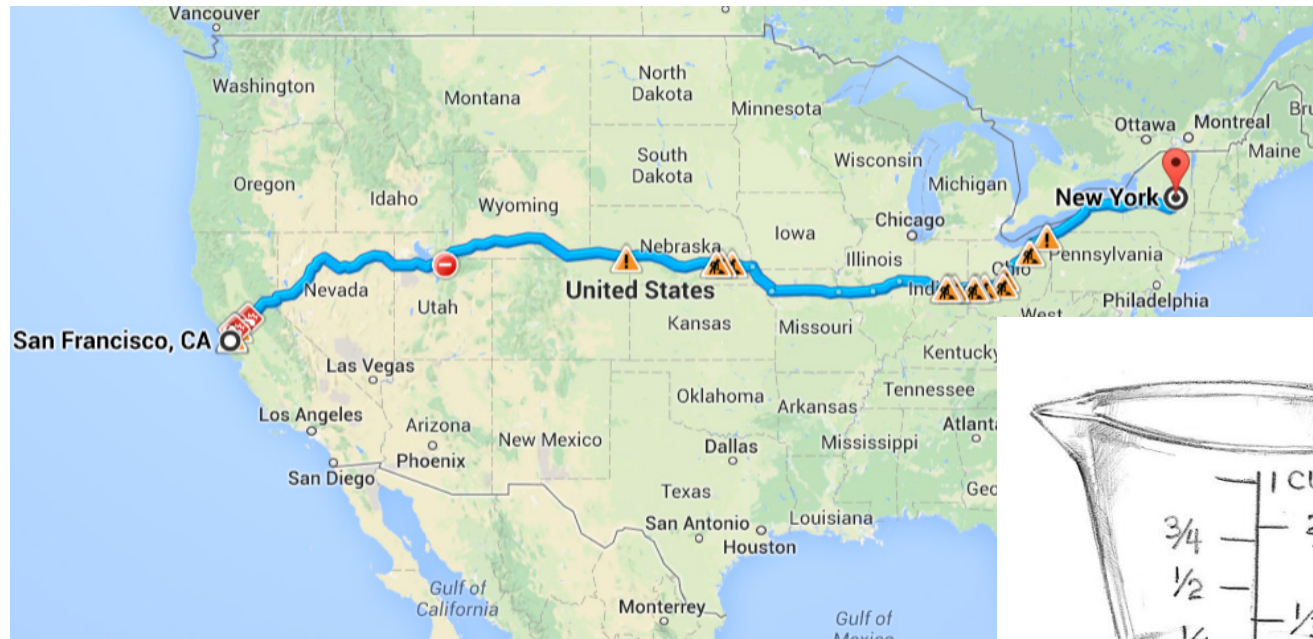 Vancouver
Washington
Montana
North
Dakota
Minnesota
Ottawa
Montreal
Maine
South
Dakota
Wisconsin
Michigan
Oregon
Idaho
Wyoming
New York
Chicago
Iowa
Nebraska
Illinois
Pennsylvania
Nevada
Utah
United States
Philadelphia
Kansas
Missouri
West
San Francisco, CA
Kentucky
Las Vegas
Oklahoma
Arkansas
Tennessee
Los Angeles
Arizona
New Mexico
Mississippi
Phoenix
Dallas
San Diego
Texas
San Antonio
Louisiana
Houston
Gulf of
California
Monterrey
Gulf of
3/4
1/2